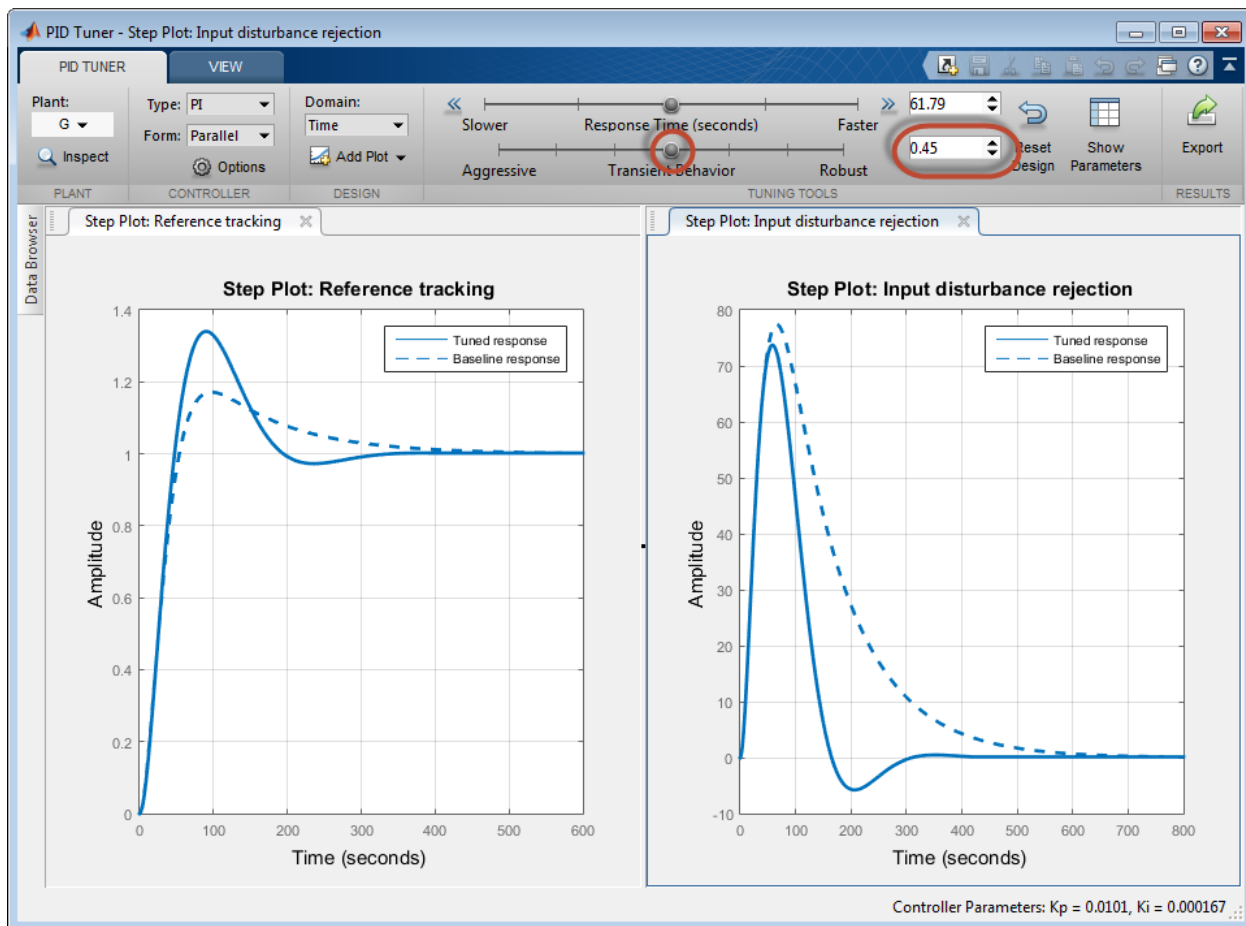 PID Tuner - Step Plot: Input disturbance rejection
PID TUNER
VIEW
Plant:
G
Inspect
PLANT
Type: PI
Form: Parallel
Options
CONTROLLER
Domain:
Time
Add Plot
DESIGN
Slower
Response Time (seconds)
Faster
61.79
Aggressive
Transient Behavior
Robust
0.45
TUNING TOOLS
Reset
Design
Show
Parameters
Export
RESULTS
Data Browser
Step Plot: Reference tracking
Step Plot: Reference tracking
Tuned response
Baseline response
1.4
1.2
1
0.8
0.6
0.4
0.2
0
Amplitude
0 100 200 300 400 500 600
Time (seconds)
Step Plot: Input disturbance rejection
Step Plot: Input disturbance rejection
Tuned response
Baseline response
80
70
60
50
40
30
20
10
0
-10
Amplitude
0 100 200 300 400 500 600 700 800
Time (seconds)
Controller Parameters: Kp = 0.0101, Ki = 0.000167